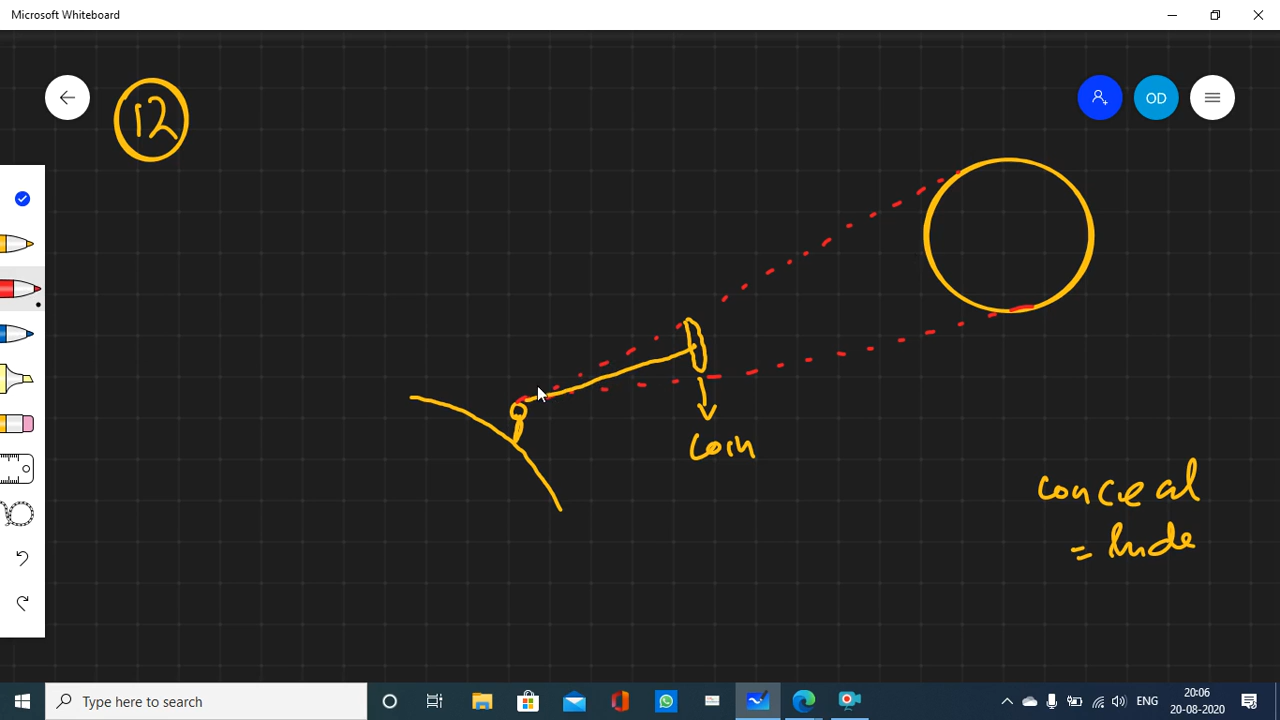 Microsoft Whiteboard
12
OD
Coin
conceal
= hide
Type here to search
ENG
20:06
20-08-2020